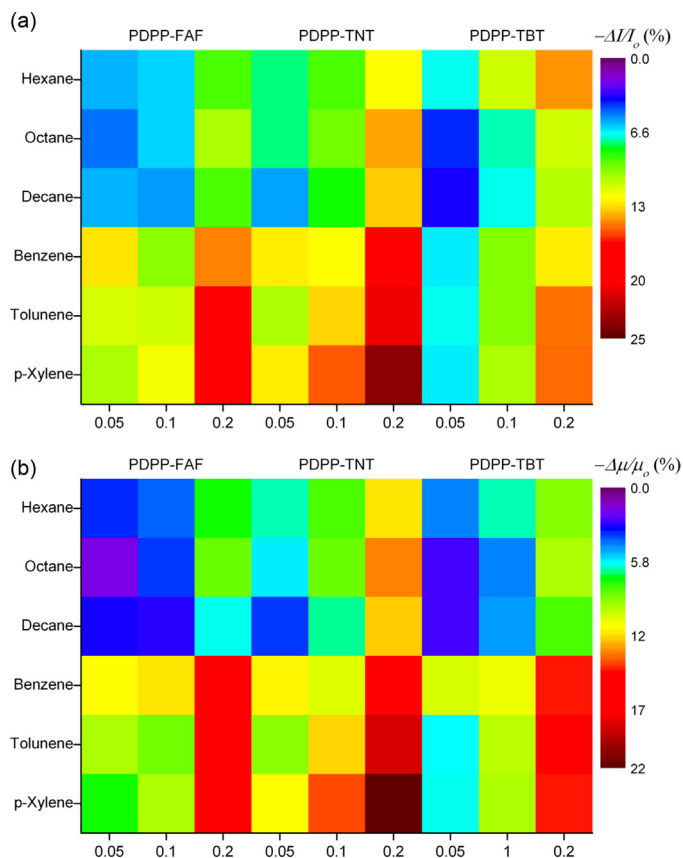 (a)
PDPP-FAF PDPP-TNT PDPP-TBT −ΔI/Iₒ (%)
Hexane
Octane
Decane
Benzene
Tolunene
p-Xylene
0.05 0.1 0.2 0.05 0.1 0.2 0.05 0.1 0.2
0.0
6.6
13
20
25
(b)
PDPP-FAF PDPP-TNT PDPP-TBT −Δμ/μₒ (%)
Hexane
Octane
Decane
Benzene
Tolunene
p-Xylene
0.05 0.1 0.2 0.05 0.1 0.2 0.05 1 0.2
0.0
5.8
12
17
22